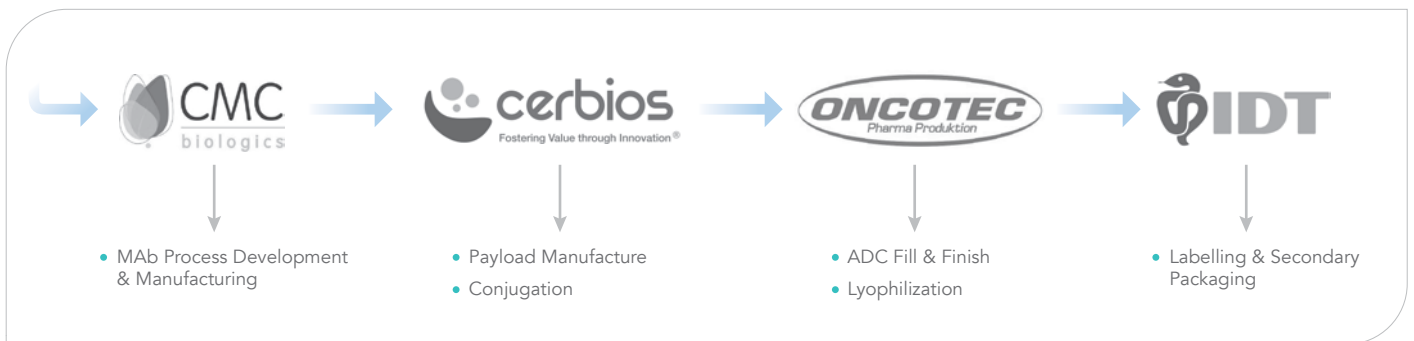 CMC
biologics
cerbios
Fostering Value through Innovation®
ONCOTEC
Pharma Produktion
IDT
• MAb Process Development
& Manufacturing
• Payload Manufacture
• Conjugation
• ADC Fill & Finish
• Lyophilization
• Labelling & Secondary
Packaging